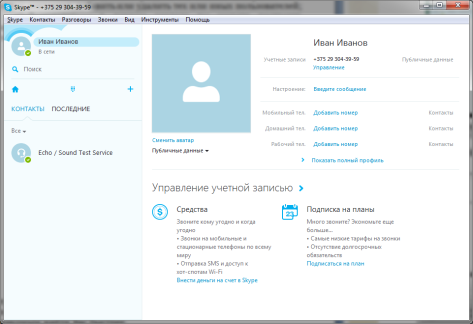 Skype™ - +375 29 304-39-59
Skype Контакты Разговоры Звонки Вид Инструменты Помощь
Иван Иванов
В сети
Поиск
КОНТАКТЫ ПОСЛЕДНИЕ
Все
Echo / Sound Test Service
Сменить аватар
Публичные данные
Иван Иванов
Учетные записи +375 29 304-39-59 Публичные данные
Управление
Настроение Введите сообщение
Мобильный тел. Добавить номер Контакты
Домашний тел. Добавить номер Контакты
Рабочий тел. Добавить номер Контакты
Показать полный профиль
Управление учетной записью
Средства
Звоните кому угодно и когда
угодно
• Звонки на мобильные и
стационарные телефоны по всему
миру
• Отправка SMS и доступ к
хот-спотам Wi-Fi
Внести деньги на счет в Skype
23
Подписка на планы
Много звоните? Экономьте еще
больше...
• Самые низкие тарифы на звонки
• Отсутствие долгосрочных
обязательств
Подписаться на план